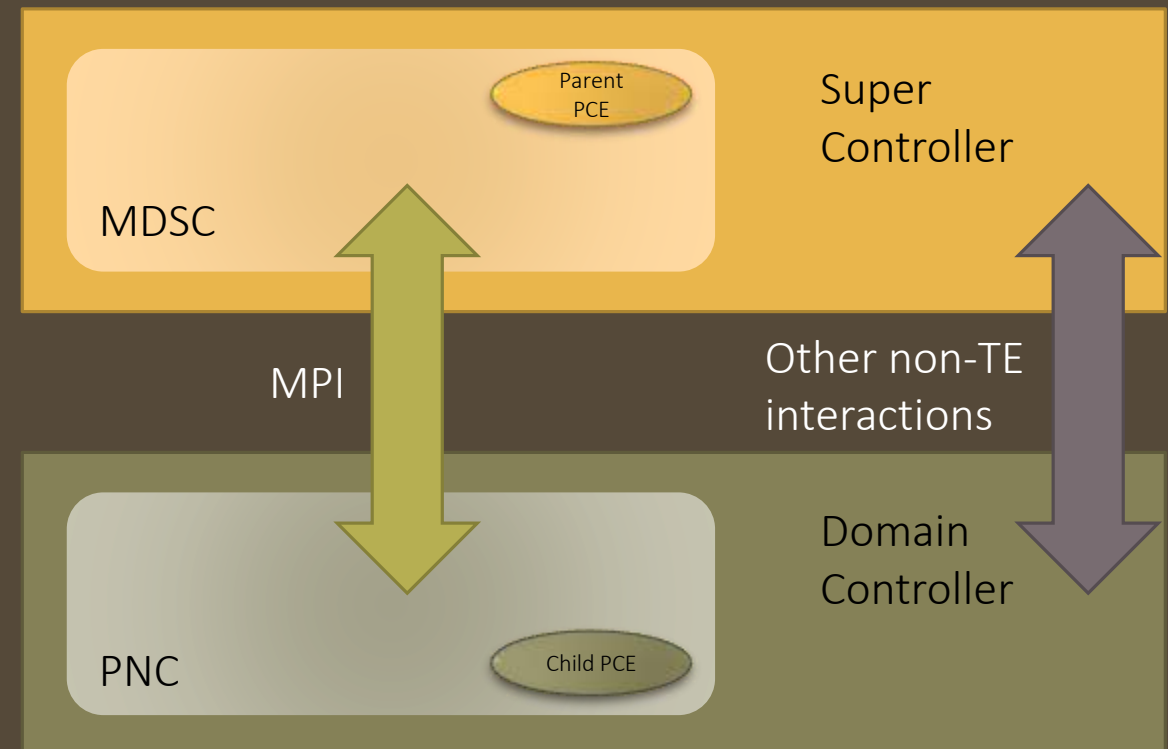 Parent
PCE
Super
Controller
MDSC
MPI
Other non-TE
interactions
Domain
Controller
PNC
Child PCE